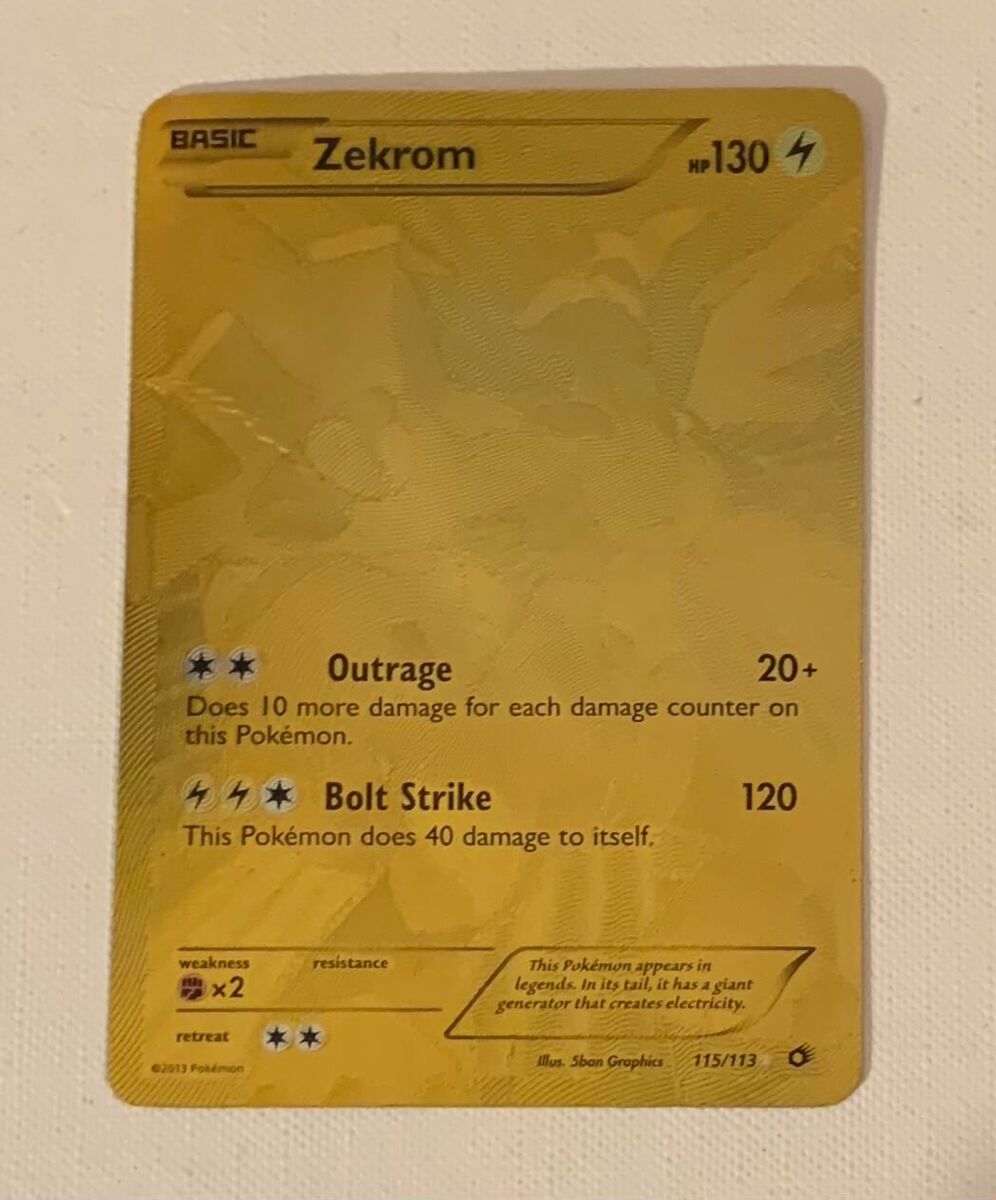 BASIC Zekrom HP130
Outrage 20+
Does 10 more damage for each damage counter on
this Pokémon.
Bolt Strike 120
This Pokémon does 40 damage to itself.
weakness resistance
x2
retreat
This Pokémon appears in
legends. In its tail, it has a giant
generator that creates electricity.
Illus. 5ban Graphics 115/113
©2013 Pokémon